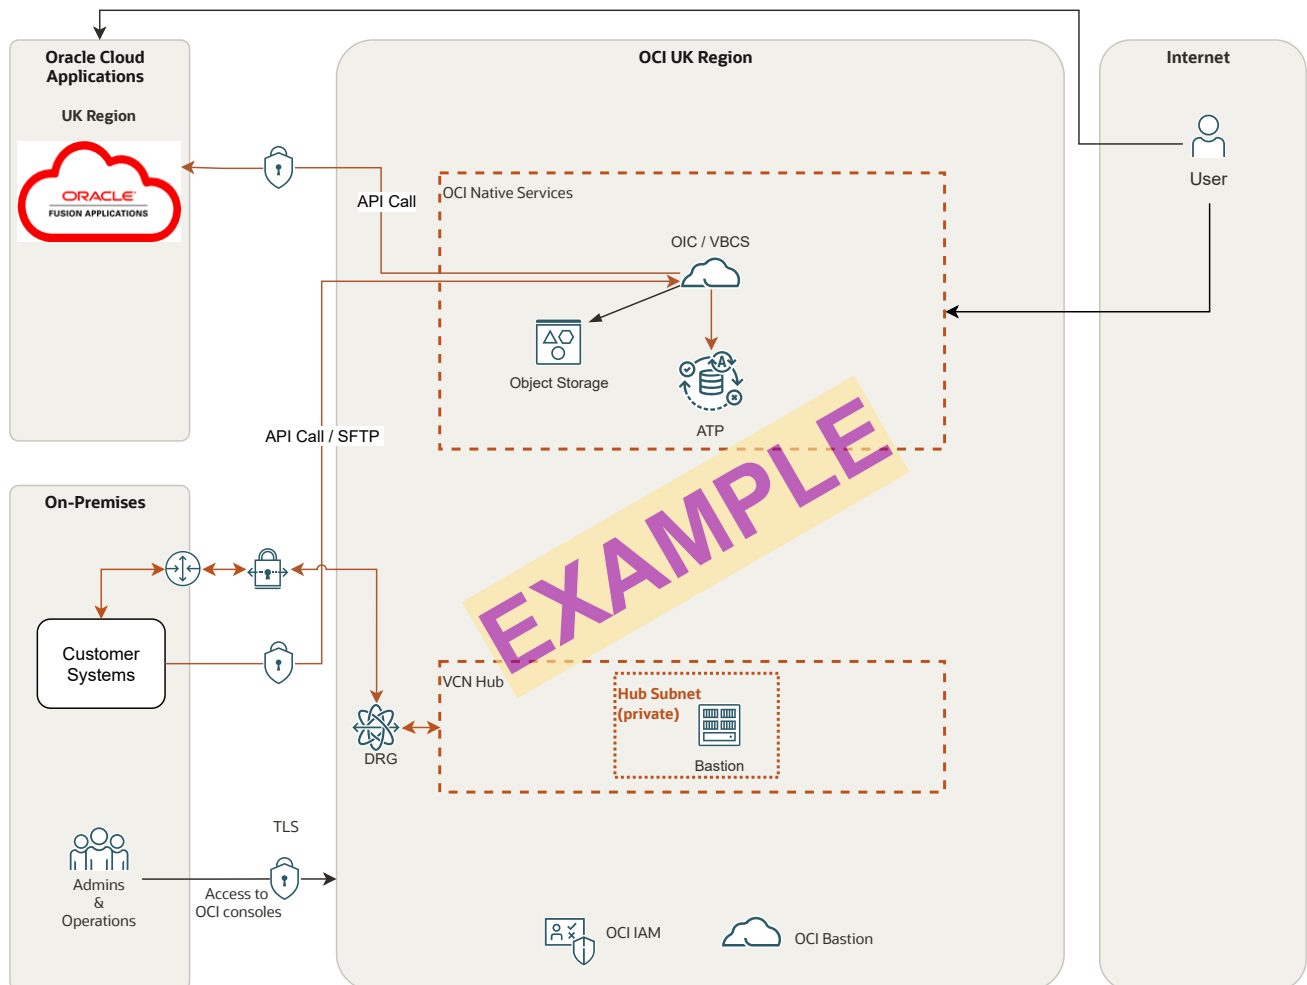 Oracle Cloud
Applications
UK Region
ORACLE
FUSION APPLICATIONS
OCI UK Region
Internet
User
API Call
OCI Native Services
OIC / VBCS
Object Storage
ATP
API Call / SFTP
EXAMPLE
On-Premises
Customer
Systems
VCN Hub
Hub Subnet
(private)
Bastion
DRG
TLS
Admins
&
Operations
Access to
OCI consoles
OCI IAM
OCI Bastion